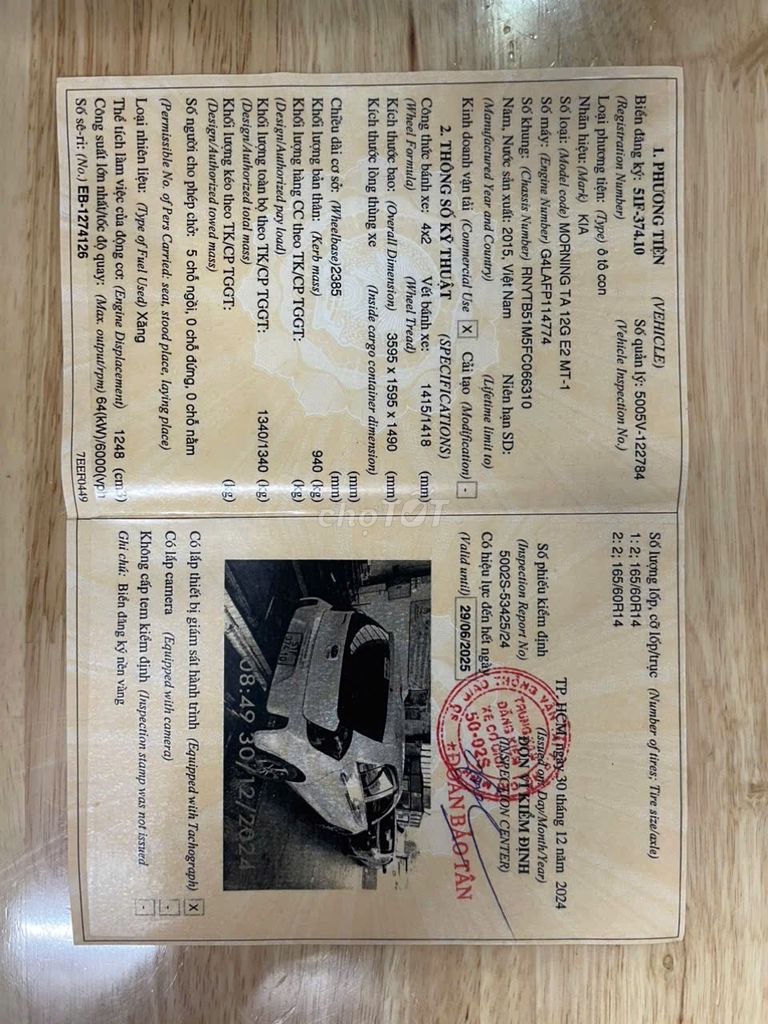 1. PHƯƠNG TIỆN (VEHICLE)
Biển đăng ký: 51F-374.10 Số quản lý: 5005V-122784
(Registration Number) (Vehicle Inspection No.)
Loại phương tiện: (Type) ô tô con
Nhãn hiệu: (Mark) KIA
Số loại: (Model code) MORNING TA 12G E2 MT-1
Số máy: (Engine Number) G4LAFP114774
Số khung: (Chassis Number) RNYTB51M5FC066310
Năm, Nước sản xuất: 2015, Việt Nam Niên hạn SD:
(Manufactured Year and Country) (Lifetime limit to)
Kinh doanh vận tải (Commercial Use) X Cải tạo (Modification) -
2. THÔNG SỐ KỸ THUẬT (SPECIFICATIONS)
Công thức bánh xe: 4x2 Vết bánh xe: 1415/1418 (mm)
(Wheel Formula) (Wheel Tread)
Kích thước bao: (Overall Dimension) 3595 x 1595 x 1490 (mm)
Kích thước lòng thùng xe (Inside cargo container dimension)
(mm)
Chiều dài cơ sở: (Wheelbase) 2385 (mm)
Khối lượng bản thân: (Kerb mass) 940 (kg)
Khối lượng hàng CC theo TK/CP TGGT: (kg)
(Design/Authorized pay load)
Khối lượng toàn bộ theo TK/CP TGGT: 1340/1340 (kg)
(Design/Authorized total mass)
Khối lượng kéo theo TK/CP TGGT: (kg)
(Design/Authorized towed mass)
Số người cho phép chở: 5 chỗ ngồi, 0 chỗ đứng, 0 chỗ nằm
(Permissible No. of Pers Carried: seat, stood place, laying place)
Loại nhiên liệu: (Type of Fuel Used) Xăng
Thể tích làm việc của động cơ: (Engine Displacement) 1248 (cm³)
Công suất lớn nhất/tốc độ quay: (Max. output/rpm) 64(kW)/6000(vph
Số sê-ri: (No.) EB-1274126 7EER0449
Số lượng lốp, cỡ lốp/trục (Number of tires; Tire size/axle)
1: 2; 165/60R14
2: 2; 165/60R14
TP. HCM, ngày 30 tháng 12 năm 2024
(Issued on: Day/Month/Year)
Số phiếu kiểm định ĐƠN VỊ KIỂM ĐỊNH
(Inspection Report No) (INSPECTION CENTER)
5002S-53425/24
Có hiệu lực đến hết ngày
(Valid until) 29/06/2025
50-02S
ĐOÀN BẢO TÂN
08:49 30/12/2024
Có lắp thiết bị giám sát hành trình (Equipped with Tachograph) X
Có lắp camera (Equipped with camera) -
Không cấp tem kiểm định (Inspection stamp was not issued -
Ghi chú: Biển đăng ký nền vàng
choTỐT